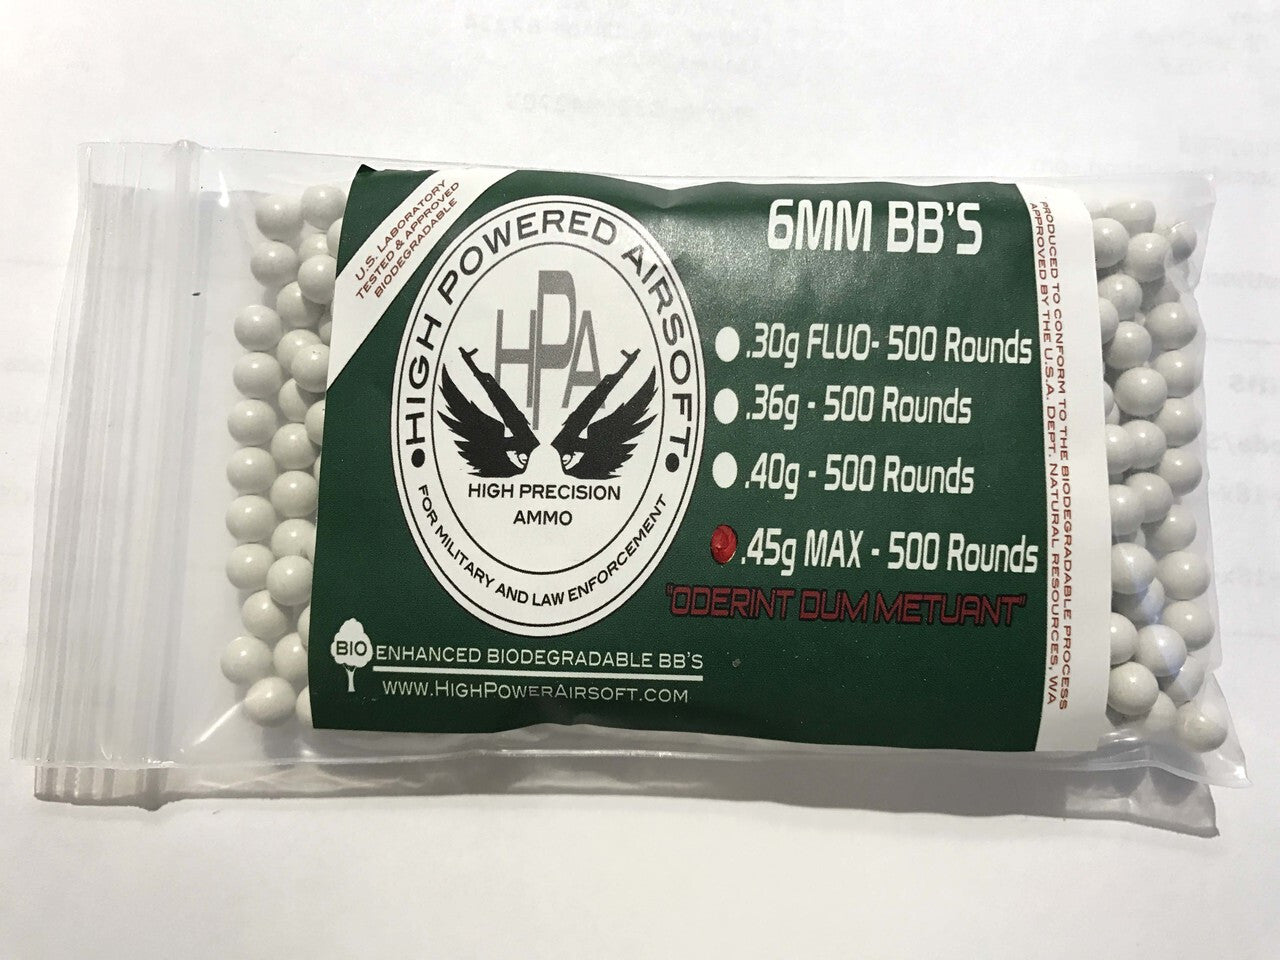 U.S. LABORATORY
TESTED & APPROVED
BIODEGRADABLE
HIGH POWERED AIRSOFT
HPA
HIGH PRECISION
AMMO
FOR MILITARY AND LAW ENFORCEMENT
BIO ENHANCED BIODEGRADABLE BB'S
WWW.HIGHPOWERAIRSOFT.COM
6MM BB'S
.30g FLUO- 500 Rounds
.36g - 500 Rounds
.40g - 500 Rounds
.45g MAX - 500 Rounds
"ODERINT DUM METUANT"
PRODUCED TO CONFORM TO THE BIODEGRADABLE PROCESS
APPROVED BY THE U.S.A. DEPT. NATURAL RESOURCES, WA